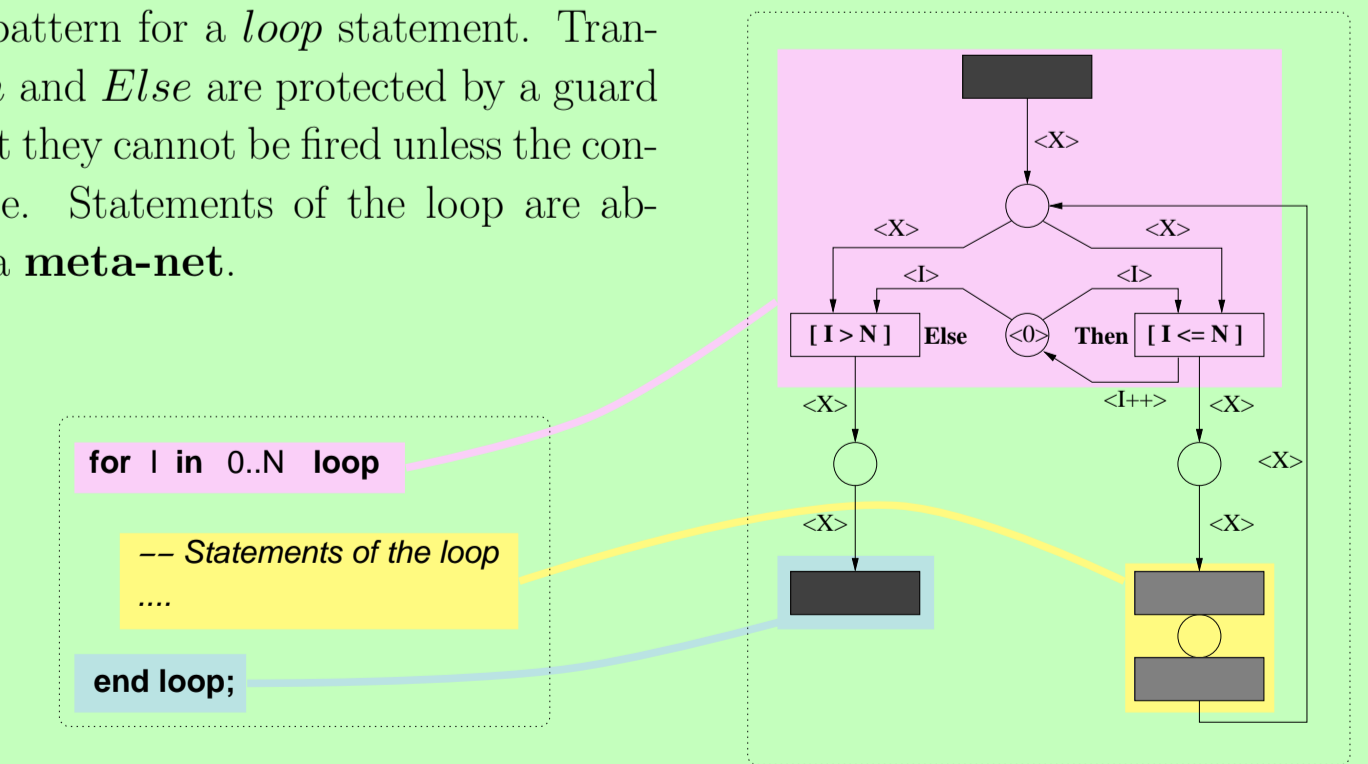 pattern for a loop statement. Tran-
and Else are protected by a guard
they cannot be fired unless the con-
Statements of the loop are ab-
a meta-net.
for I in 0..N loop
−− Statements of the loop
....
end loop;
<X>
<X> <X>
<I> <I>
[ I > N ] Else <0> Then [ I <= N ]
<X> <I++> <X>
<X>
<X> <X>